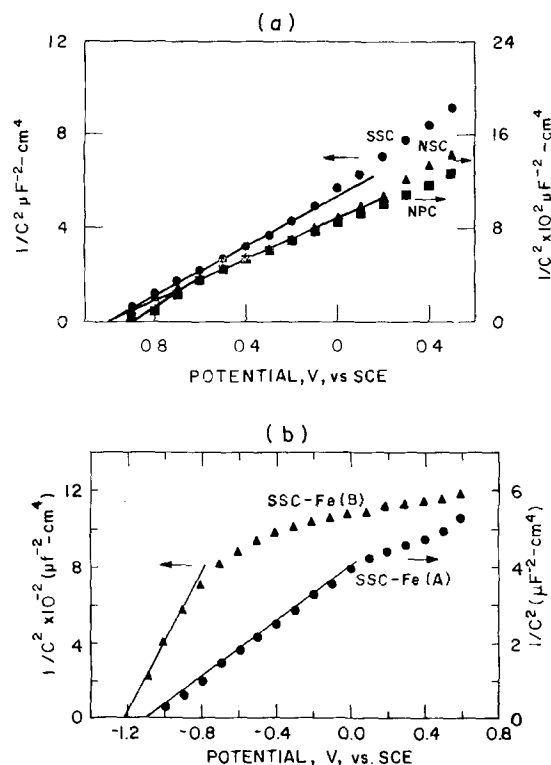 (a)
12
8
4
0
24
16
8
0
1/C² μF⁻²-cm⁴
1/C² x10² μF⁻²-cm⁴
SSC
NSC
NPC
0.8
0.4
0
0.4
POTENTIAL, V, vs SCE
(b)
12
8
4
0
6
4
2
0
1/C² x10⁻² (μf⁻²-cm⁴)
1/C² (μF⁻²-cm⁴)
SSC-Fe(B)
SSC-Fe(A)
-1.2
-0.8
-0.4
0.0
0.4
0.8
POTENTIAL, V, vs. SCE